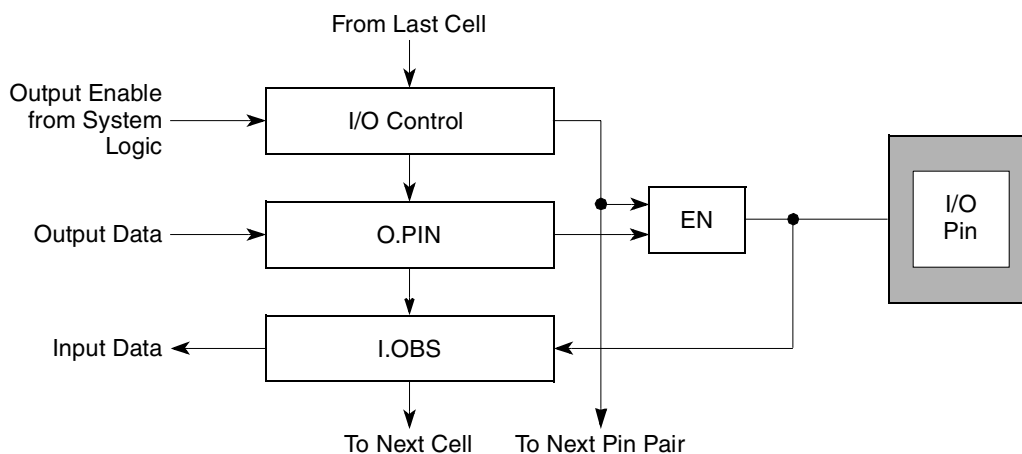 From Last Cell
Output Enable
from System
Logic
I/O Control
O.PIN
EN
I/O
Pin
Output Data
I.OBS
Input Data
To Next Cell
To Next Pin Pair